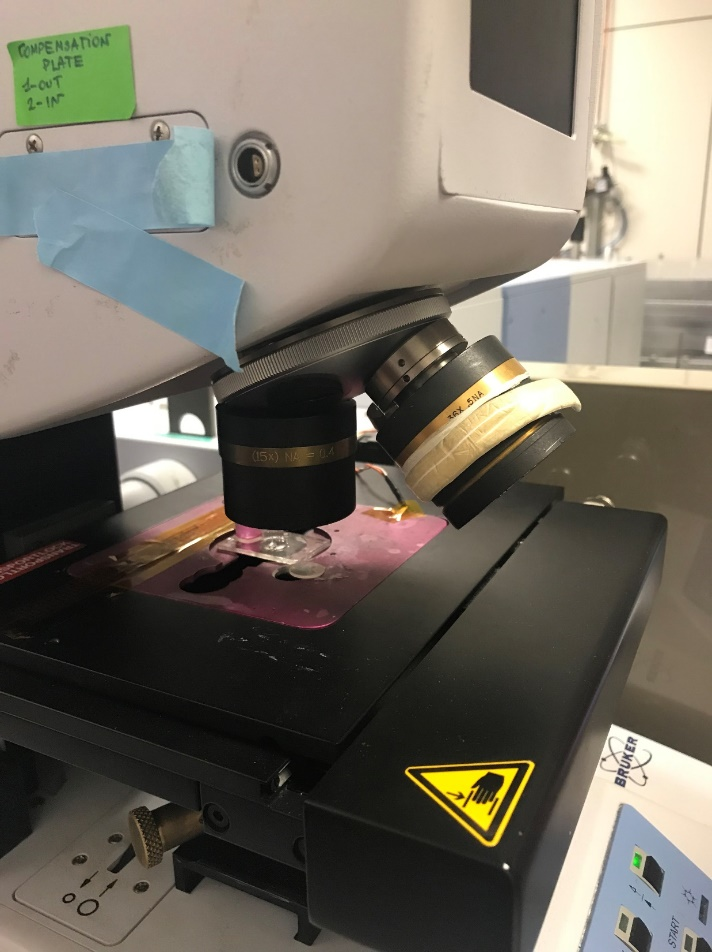 COMPENSATION
PLATE
1-OUT
2-IN
36X .5NA
(15x) NA = 0.4
BRUKER
START